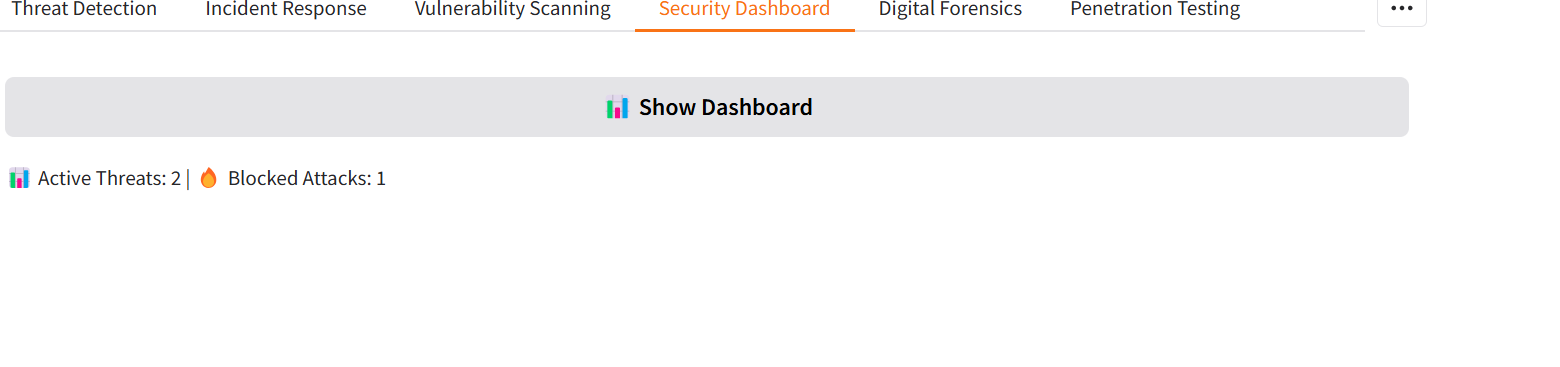 Threat Detection Incident Response Vulnerability Scanning Security Dashboard Digital Forensics Penetration Testing ...
📊 Show Dashboard
📊 Active Threats: 2 | 🔥 Blocked Attacks: 1